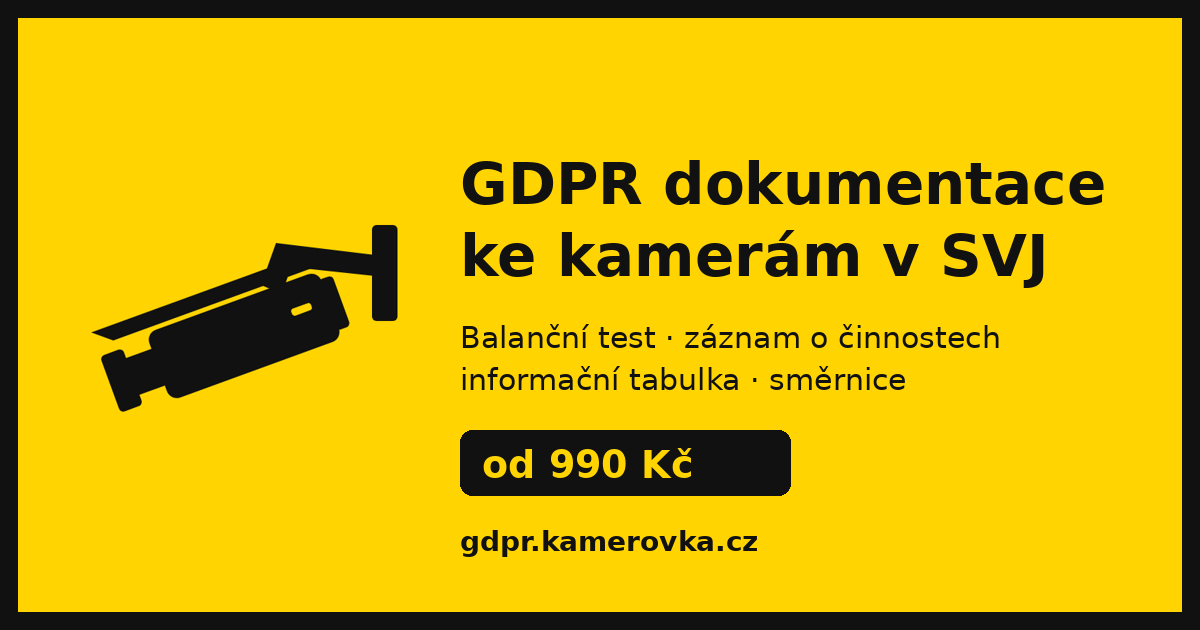 GDPR dokumentace
ke kamerám v SVJ
Balanční test · záznam o činnostech
informační tabulka · směrnice
od 990 Kč
gdpr.kamerovka.cz